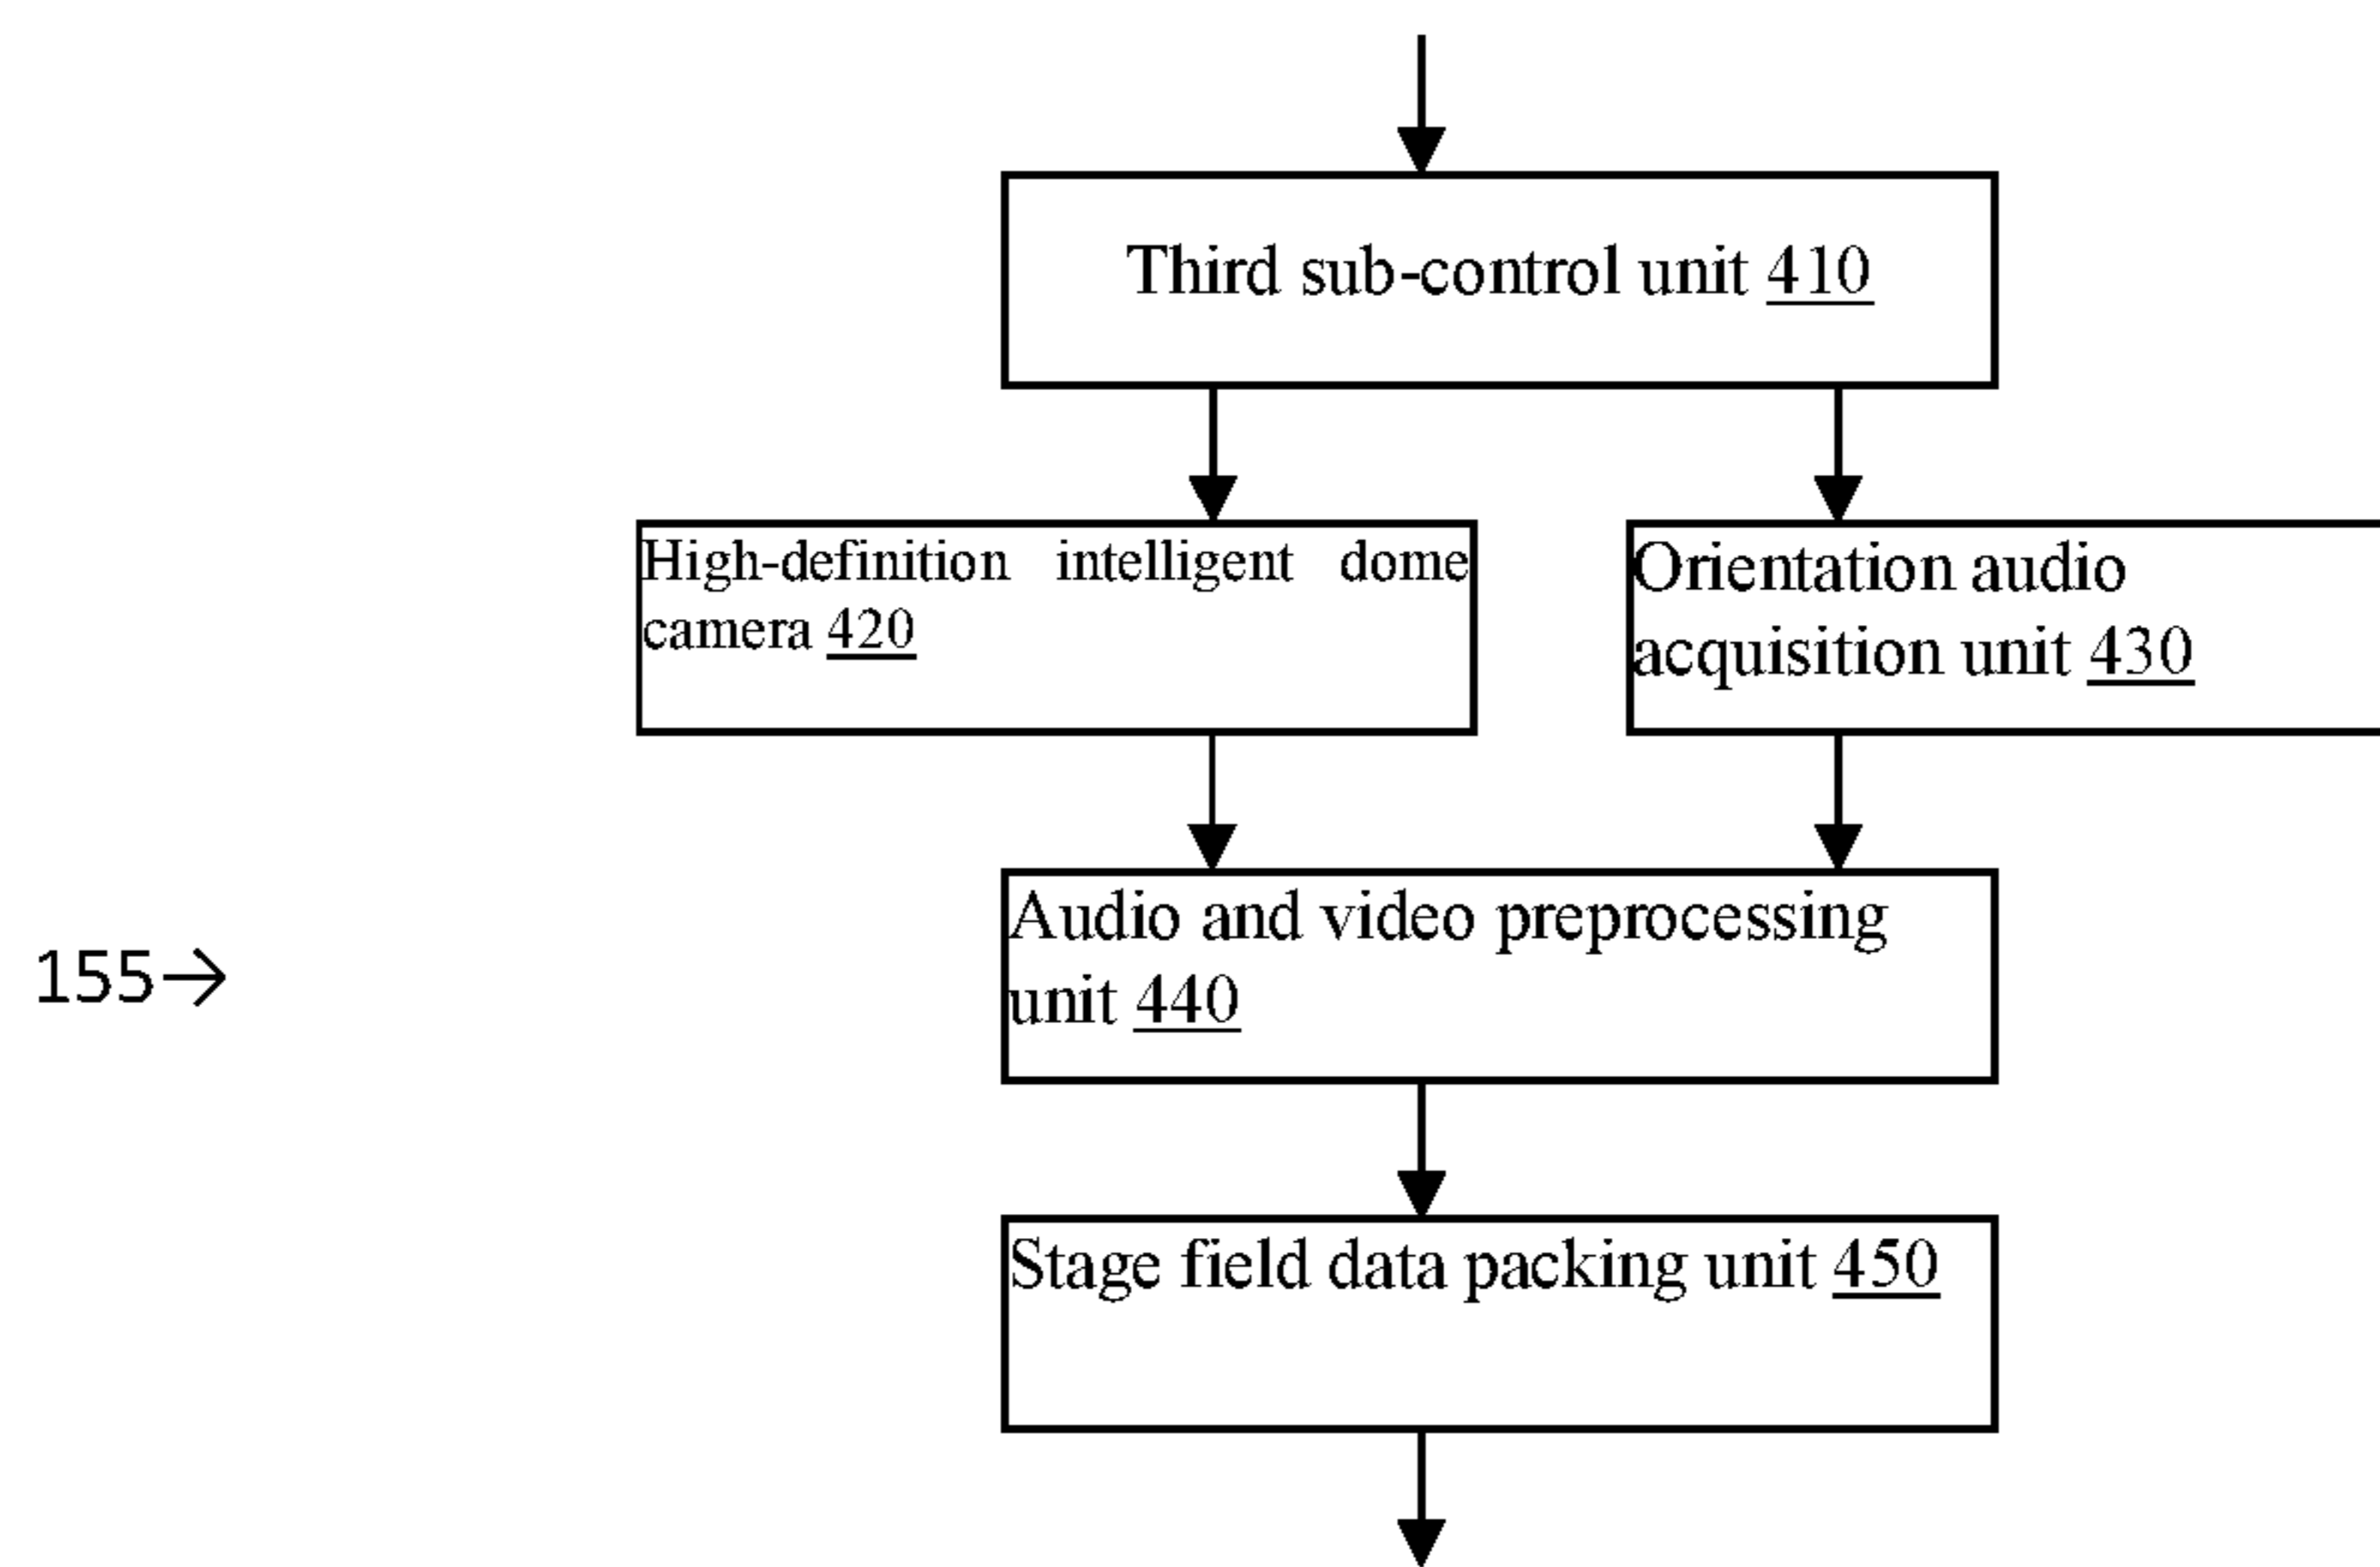 Third sub-control unit 410
High-definition intelligent dome
camera 420
Orientation audio
acquisition unit 430
Audio and video preprocessing
unit 440
155→
Stage field data packing unit 450